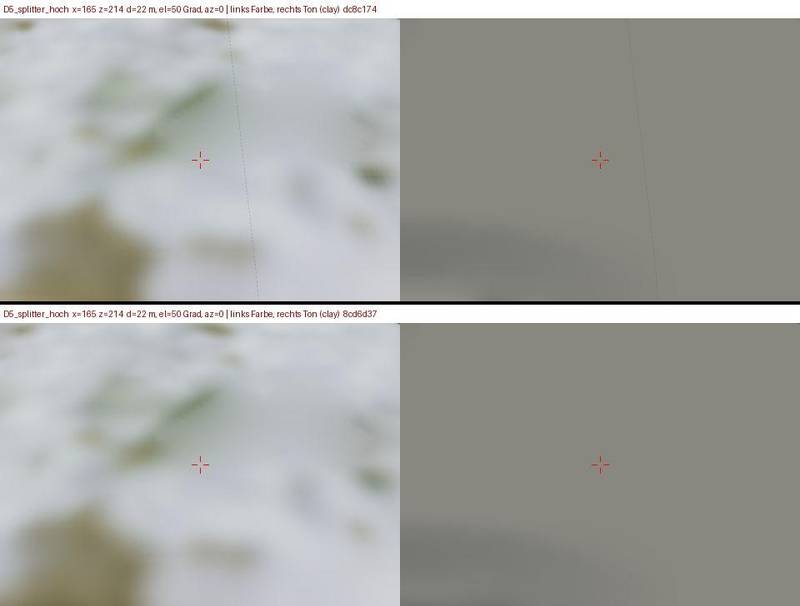 D5_splitter_hoch x=165 z=214 d=22 m, el=50 Grad, az=0 | links Farbe, rechts Ton (clay) dc8c174
D5_splitter_hoch x=165 z=214 d=22 m, el=50 Grad, az=0 | links Farbe, rechts Ton (clay) 8cd6d37